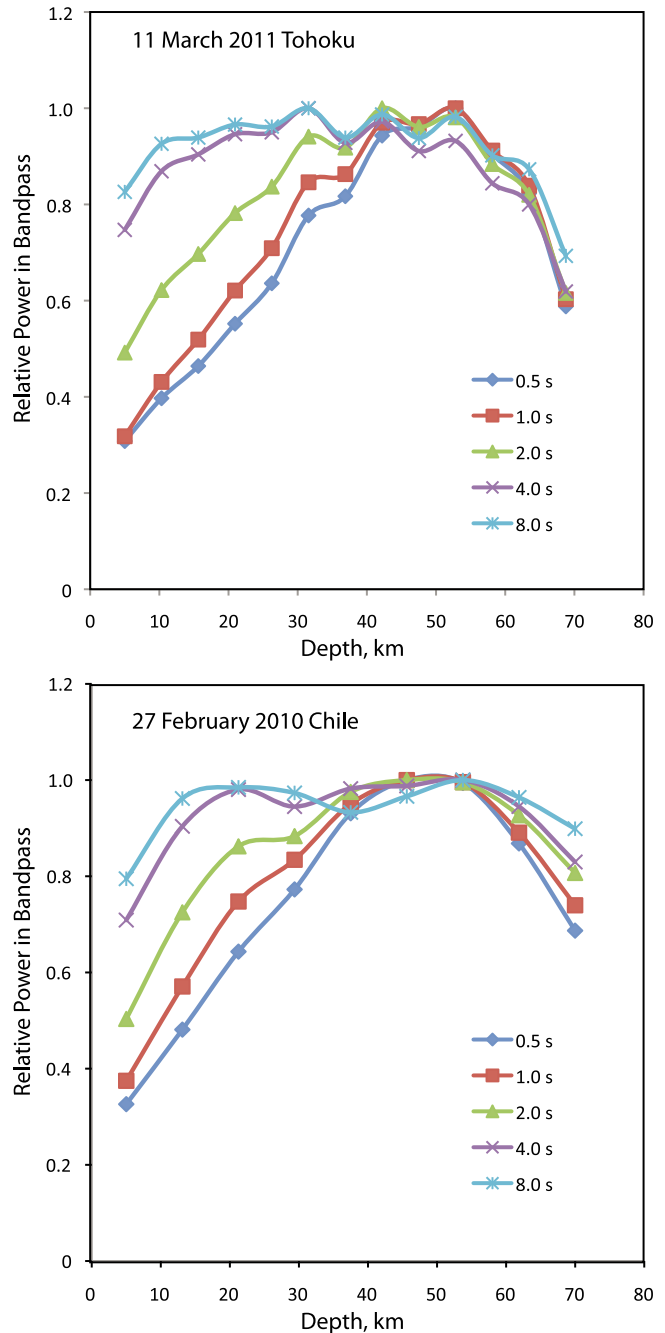 11 March 2011 Tohoku
Relative Power in Bandpass
1.2
1.0
0.8
0.6
0.4
0.2
0
0.5 s
1.0 s
2.0 s
4.0 s
8.0 s
0 10 20 30 40 50 60 70 80
Depth, km
27 February 2010 Chile
Relative Power in Bandpass
1.2
1.0
0.8
0.6
0.4
0.2
0
0.5 s
1.0 s
2.0 s
4.0 s
8.0 s
0 10 20 30 40 50 60 70 80
Depth, km